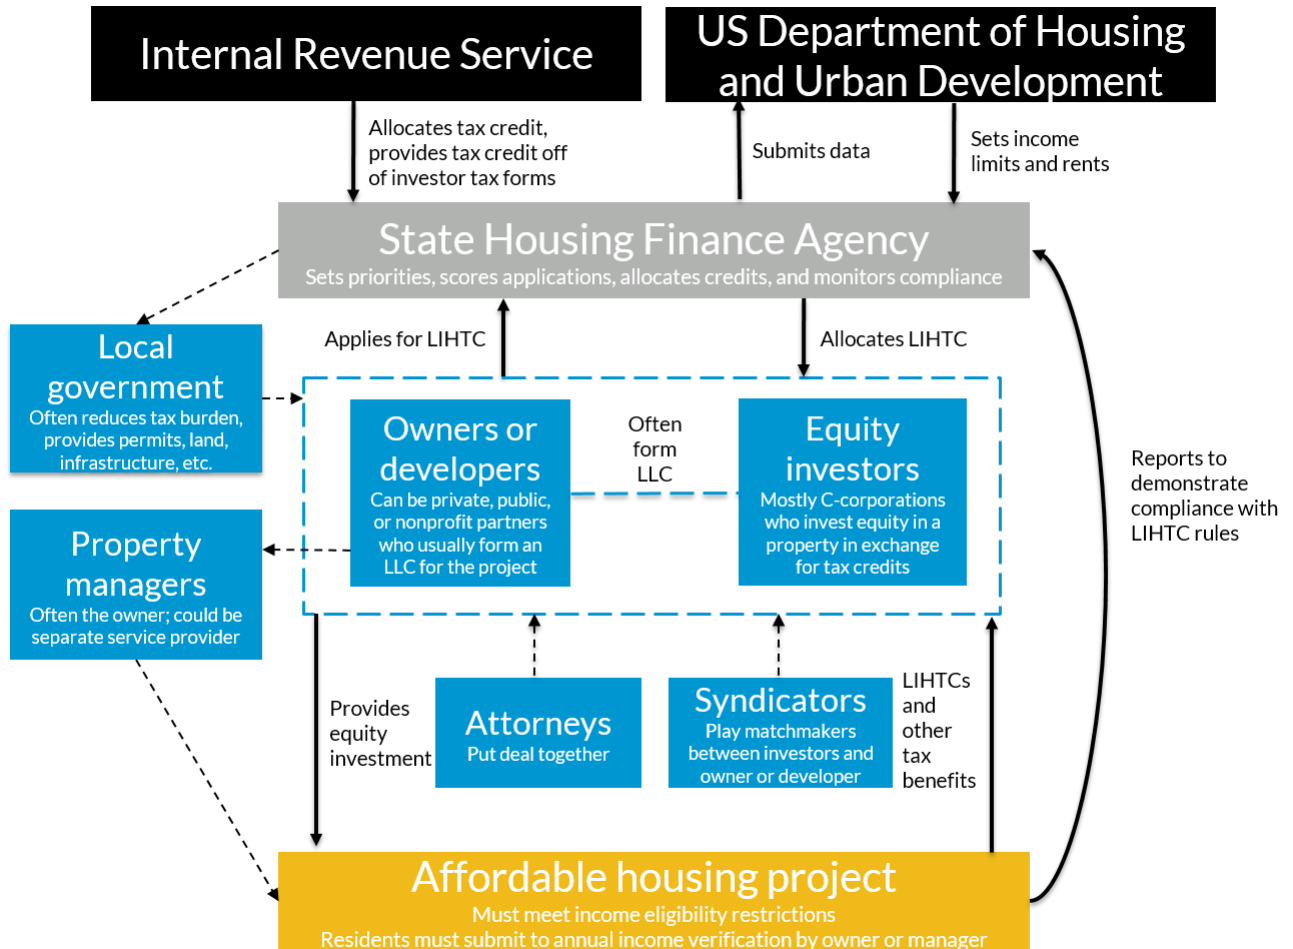 Internal Revenue Service
US Department of Housing
and Urban Development
Allocates tax credit,
provides tax credit off
of investor tax forms
Submits data
Sets income
limits and rents
State Housing Finance Agency
Sets priorities, scores applications, allocates credits, and monitors compliance
Applies for LIHTC
Allocates LIHTC
Local
government
Often reduces tax burden,
provides permits, land,
infrastructure, etc.
Owners or
developers
Can be private, public,
or nonprofit partners
who usually form an
LLC for the project
Often
form
LLC
Equity
investors
Mostly C-corporations
who invest equity in a
property in exchange
for tax credits
Reports to
demonstrate
compliance with
LIHTC rules
Property
managers
Often the owner; could be
separate service provider
Provides
equity
investment
Attorneys
Put deal together
Syndicators
Play matchmakers
between investors and
owner or developer
LIHTCs
and
other
tax
benefits
Affordable housing project
Must meet income eligibility restrictions
Residents must submit to annual income verification by owner or manager